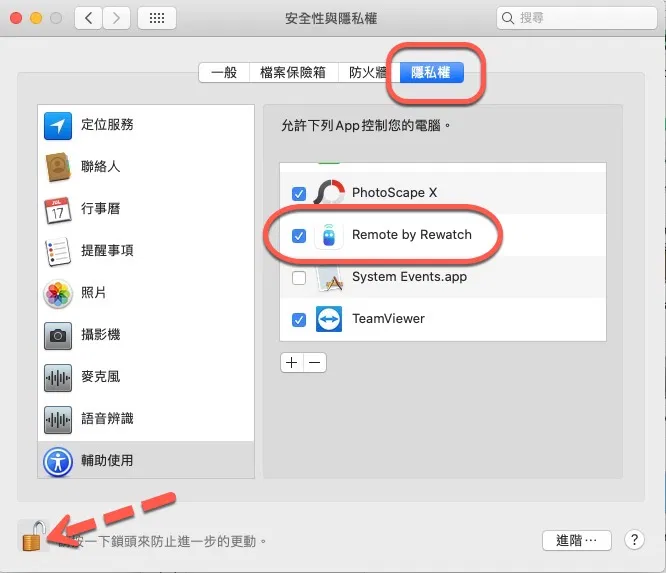 安全性與隱私權
搜尋
一般
檔案保險箱
防火牆
隱私權
定位服務
聯絡人
JUL
17
行事曆
提醒事項
照片
攝影機
麥克風
語音辨識
輔助使用
允許下列App控制您的電腦。
PhotoScape X
Remote by Rewatch
System Events.app
TeamViewer
按一下鎖頭來防止進一步的更動。
進階…
?